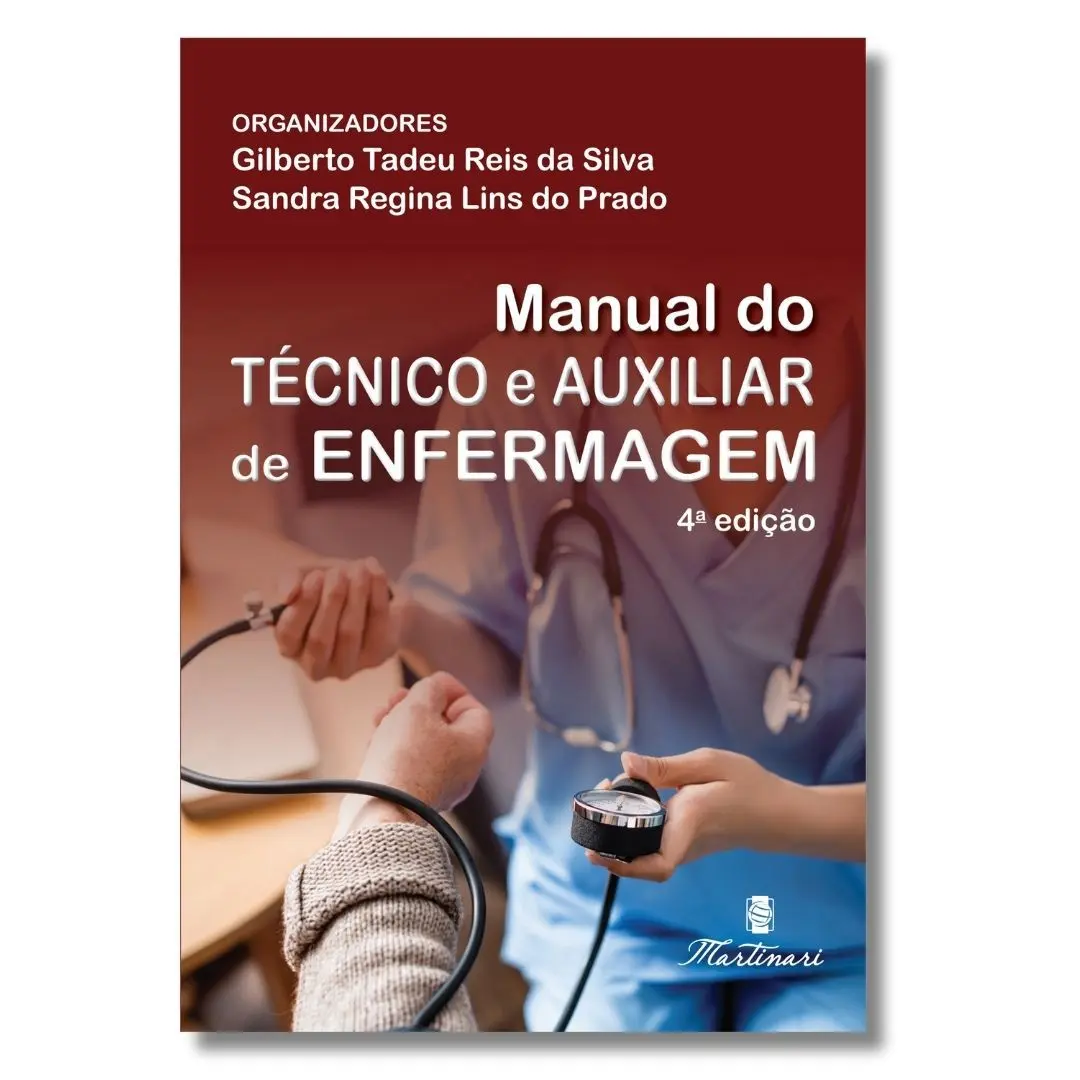 ORGANIZADORES
Gilberto Tadeu Reis da Silva
Sandra Regina Lins do Prado
Manual do
TÉCNICO e AUXILIAR
de ENFERMAGEM
4ª edição
Martinari